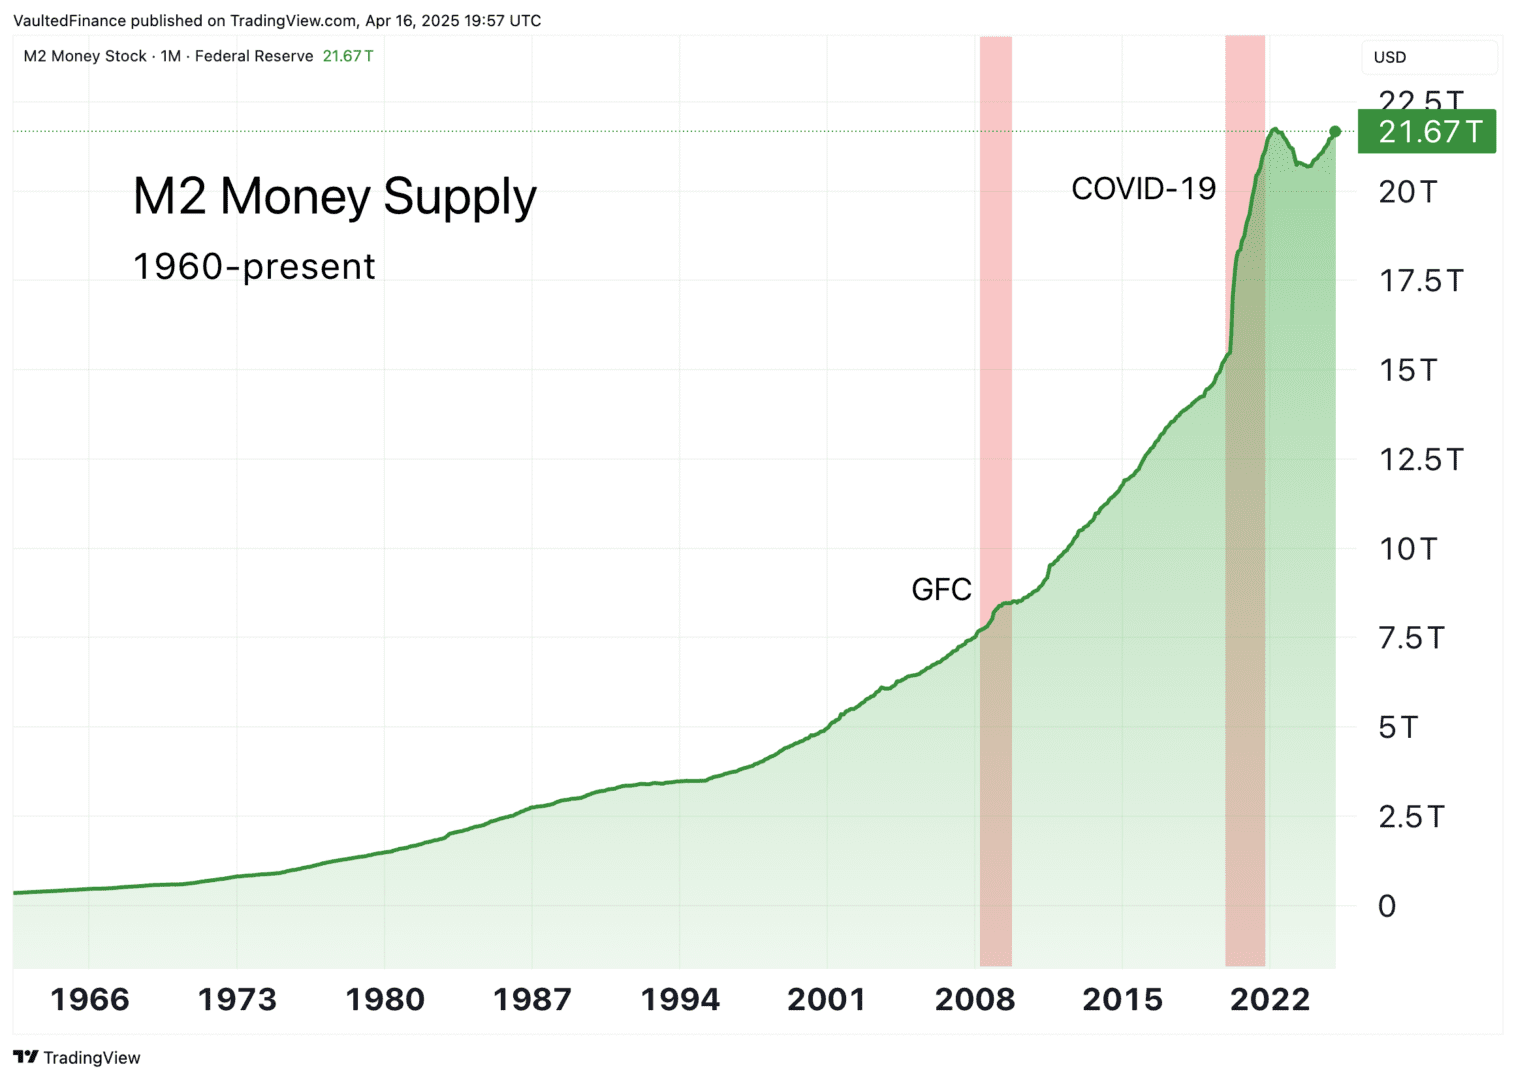 VaultedFinance published on TradingView.com, Apr 16, 2025 19:57 UTC
M2 Money Stock · 1M · Federal Reserve 21.67 T
USD
22.5T
21.67 T
M2 Money Supply
COVID-19
20T
1960-present
17.5T
15T
12.5T
10T
GFC
7.5T
5T
2.5T
0
1966 1973 1980 1987 1994 2001 2008 2015 2022
TradingView